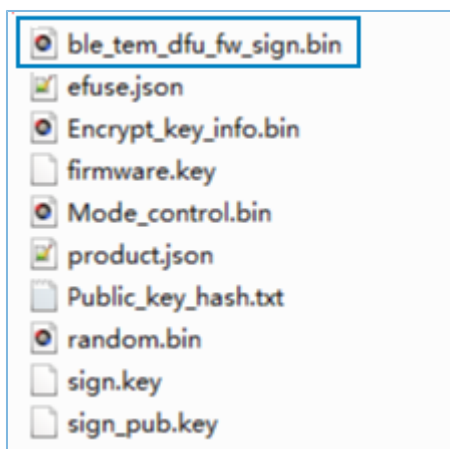 ble_tem_dfu_fw_sign.bin
efuse.json
Encrypt_key_info.bin
firmware.key
Mode_control.bin
product.json
Public_key_hash.txt
random.bin
sign.key
sign_pub.key